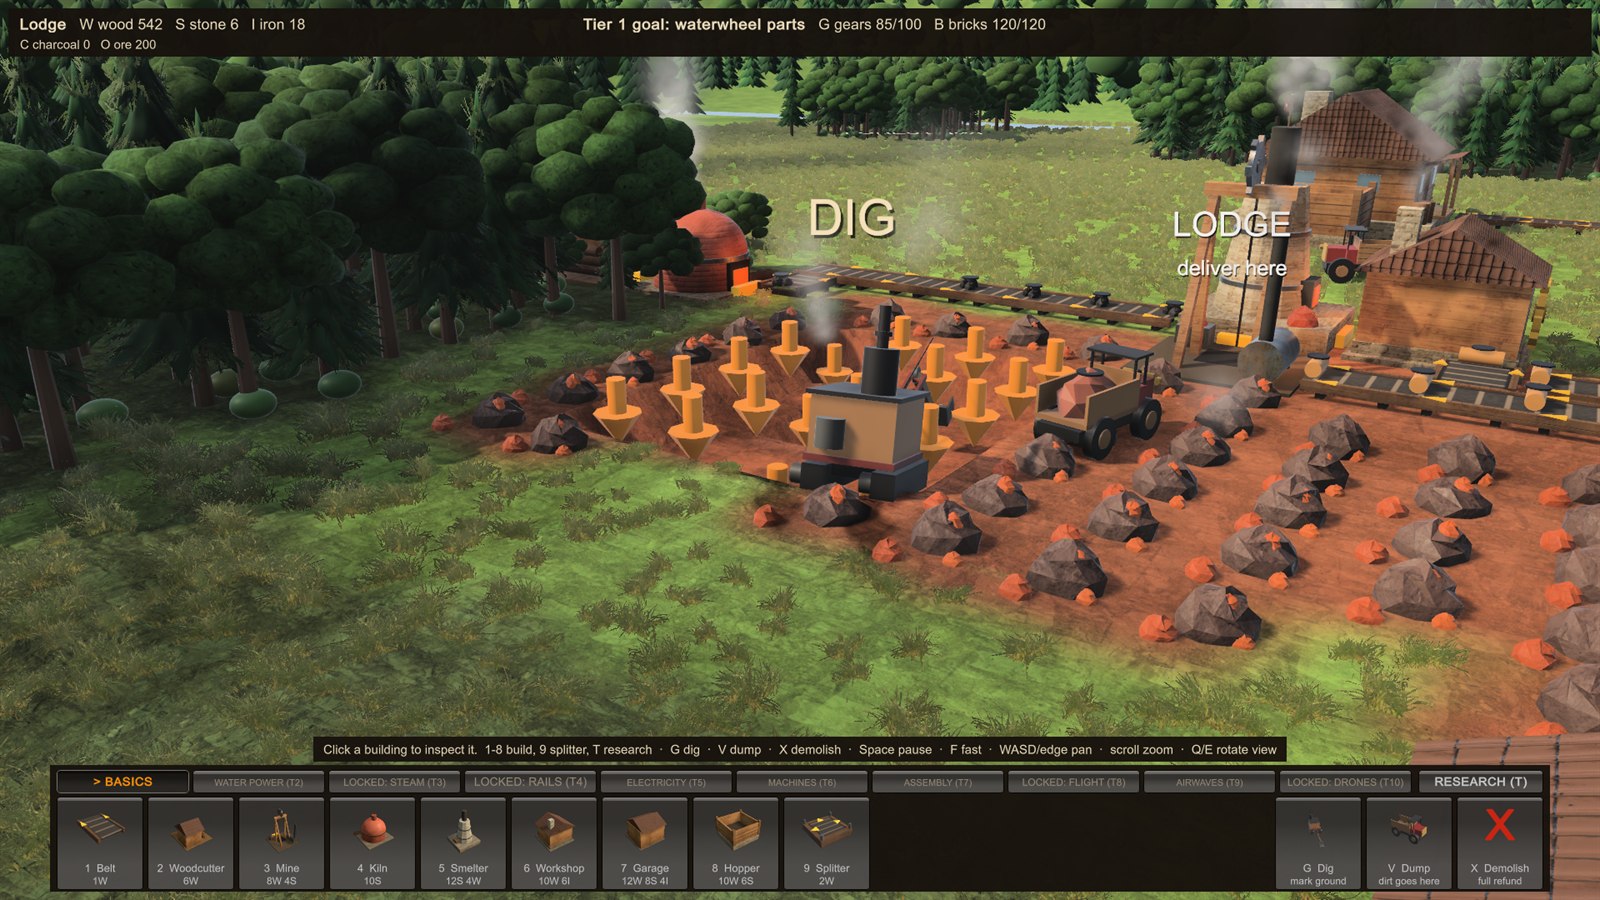 Lodge W wood 542 S stone 6 I iron 18
C charcoal 0 O ore 200
Tier 1 goal: waterwheel parts G gears 85/100 B bricks 120/120
DIG
LODGE
deliver here
Click a building to inspect it. 1-8 build, 9 splitter, T research · G dig · V dump · X demolish · Space pause · F fast · WASD/edge pan · scroll zoom · Q/E rotate view
> BASICS
WATER POWER (T2)
LOCKED: STEAM (T3)
LOCKED: RAILS (T4)
ELECTRICITY (T5)
MACHINES (T6)
ASSEMBLY (T7)
LOCKED: FLIGHT (T8)
AIRWAVES (T9)
LOCKED: DRONES (T10)
RESEARCH (T)
1 Belt
1W
2 Woodcutter
6W
3 Mine
8W 4S
4 Kiln
10S
5 Smelter
12S 4W
6 Workshop
10W 6I
7 Garage
12W 8S 4I
8 Hopper
10W 6S
9 Splitter
2W
G Dig
mark ground
V Dump
dirt goes here
X
X Demolish
full refund